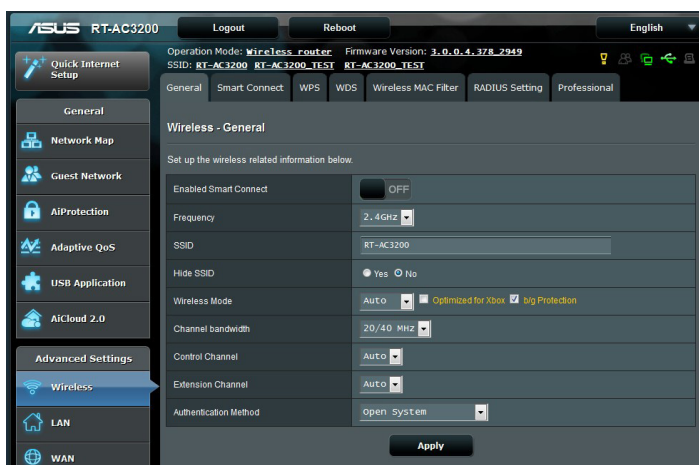 ASUS RT-AC3200
Logout
Reboot
English
Quick Internet
Setup
Operation Mode: Wireless router Firmware Version: 3.0.0.4.378_2949
SSID: RT-AC3200 RT-AC3200_TEST RT-AC3200_TEST
General Smart Connect WPS WDS Wireless MAC Filter RADIUS Setting Professional
General
Network Map
Guest Network
AiProtection
Adaptive QoS
USB Application
AiCloud 2.0
Advanced Settings
Wireless
LAN
WAN
Wireless - General
Set up the wireless related information below.
Enabled Smart Connect OFF
Frequency 2.4GHz
SSID RT-AC3200
Hide SSID Yes No
Wireless Mode Auto Optimized for Xbox b/g Protection
Channel bandwidth 20/40 MHz
Control Channel Auto
Extension Channel Auto
Authentication Method Open System
Apply